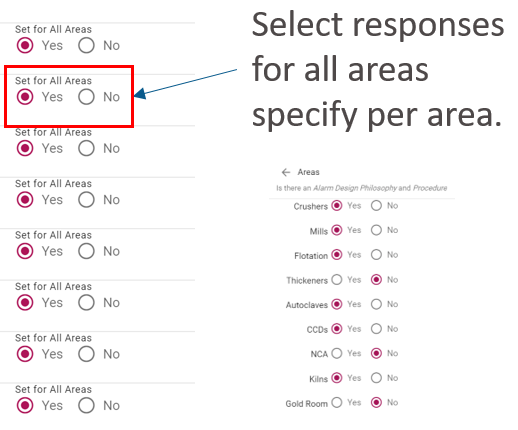 Set for All Areas
Yes No
Set for All Areas
Yes No
Set for All Areas
Yes No
Set for All Areas
Yes No
Set for All Areas
Yes No
Set for All Areas
Yes No
Set for All Areas
Yes No
Set for All Areas
Yes No
Select responses
for all areas
specify per area.
Areas
Is there an Alarm Design Philosophy and Procedure
Crushers Yes No
Mills Yes No
Flotation Yes No
Thickeners Yes No
Autoclaves Yes No
CCDs Yes No
NCA Yes No
Kilns Yes No
Gold Room Yes No